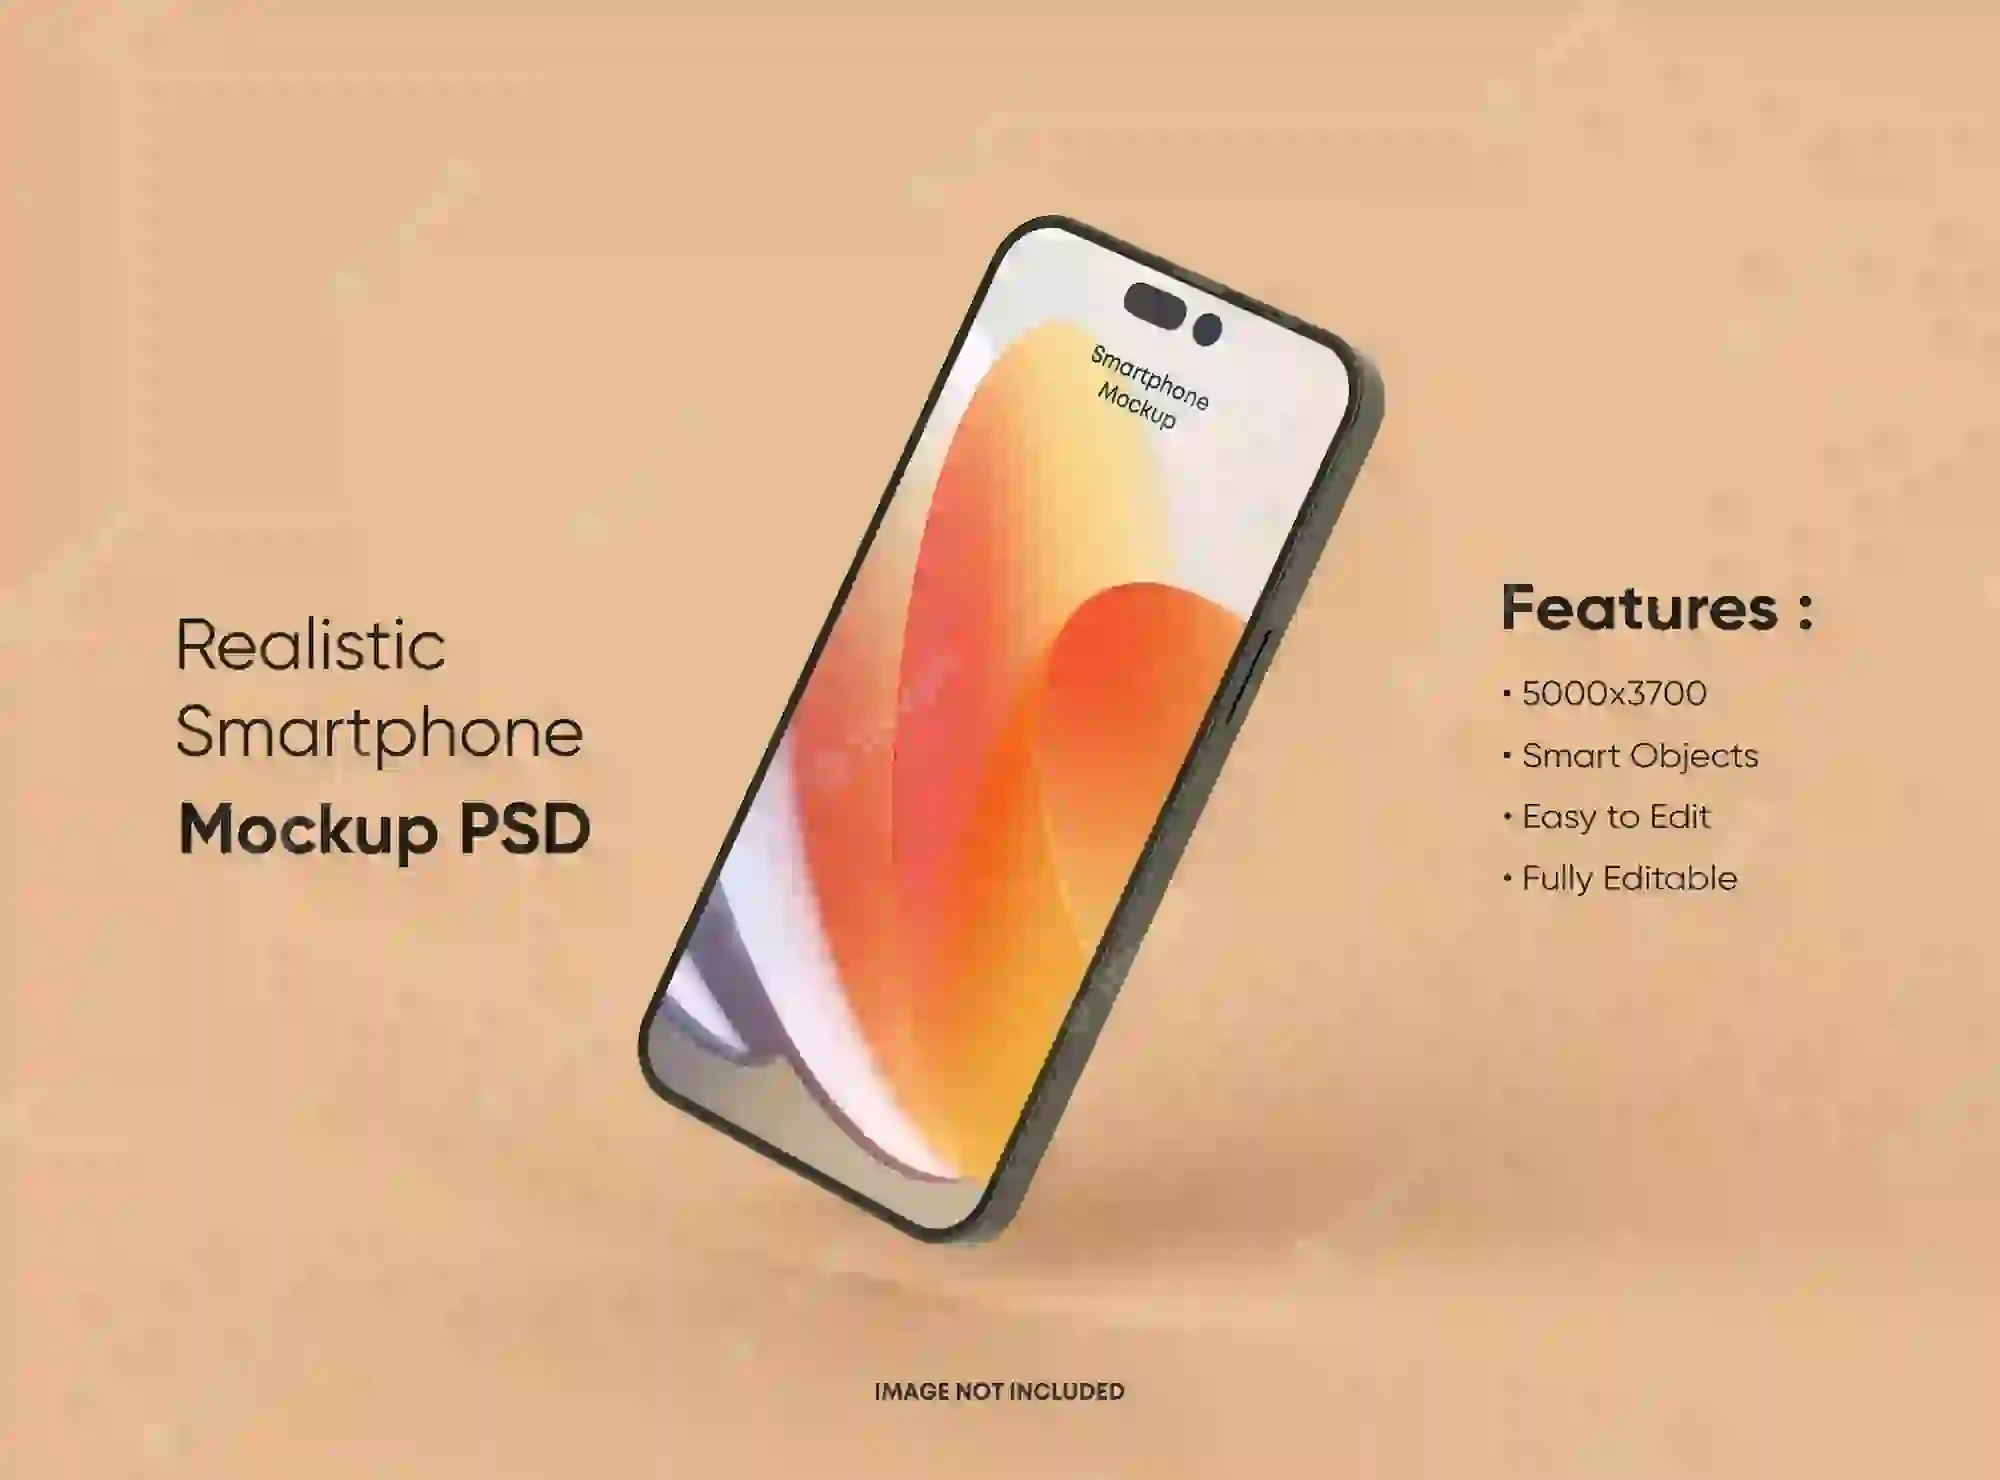 Realistic
Smartphone
Mockup PSD
Smartphone
Mockup
Features :
• 5000x3700
• Smart Objects
• Easy to Edit
• Fully Editable
IMAGE NOT INCLUDED